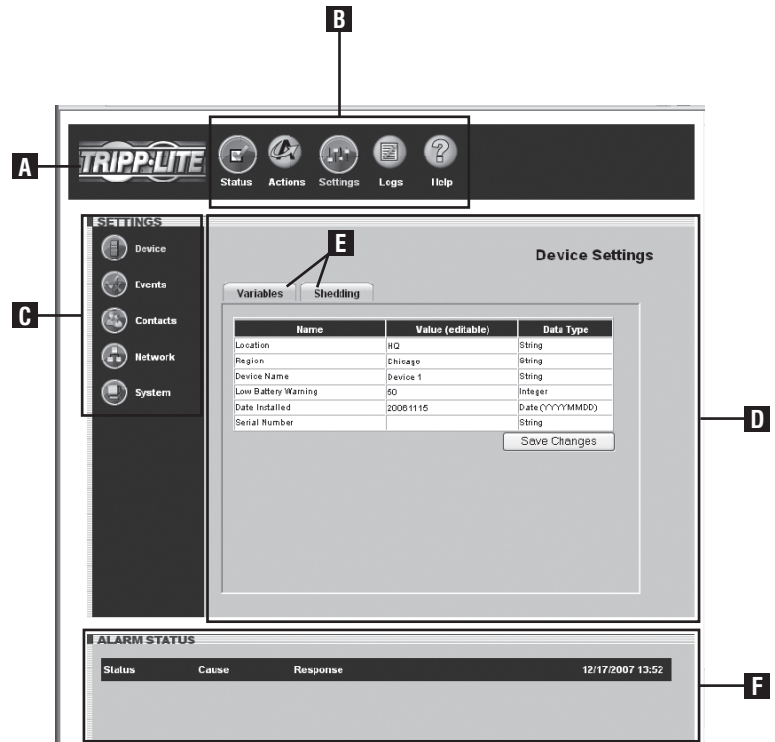 B
A
TRIPP·LITE
Status Actions Settings Logs Help
SETTINGS
Device
Events
Contacts
Network
System
C
E
Device Settings
Variables Shedding
Name Value (editable) Data Type
Location HQ String
Region Chicago String
Device Name Device 1 String
Low Battery Warning 50 Integer
Date Installed 20061115 Date (YYYYMMDD)
Serial Number String
Save Changes
D
ALARM STATUS
Status Cause Response 12/17/2007 13:52
F